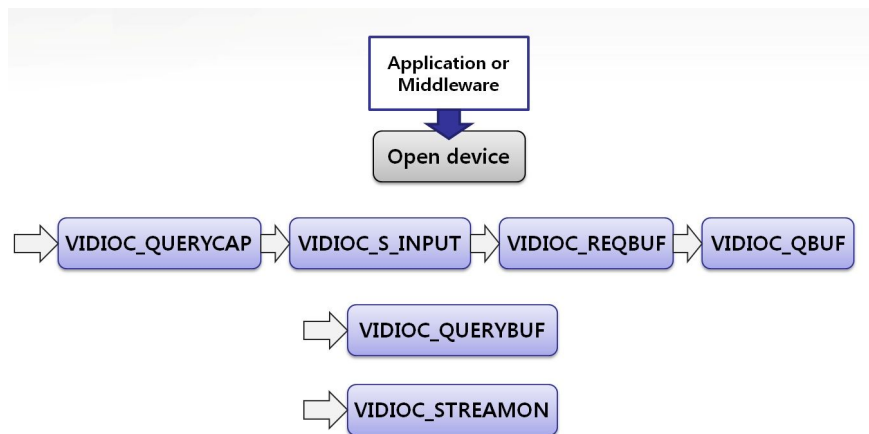 Application or
Middleware
Open device
VIDIOC_QUERYCAP
VIDIOC_S_INPUT
VIDIOC_REQBUF
VIDIOC_QBUF
VIDIOC_QUERYBUF
VIDIOC_STREAMON